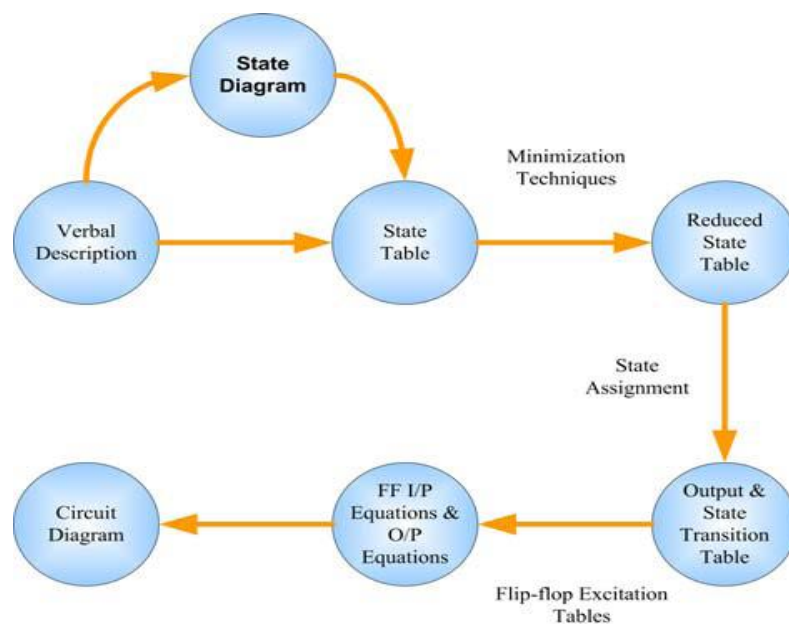 State
Diagram
Minimization
Techniques
Verbal
Description
State
Table
Reduced
State
Table
State
Assignment
Circuit
Diagram
FF I/P
Equations &
O/P
Equations
Output &
State
Transition
Table
Flip-flop Excitation
Tables